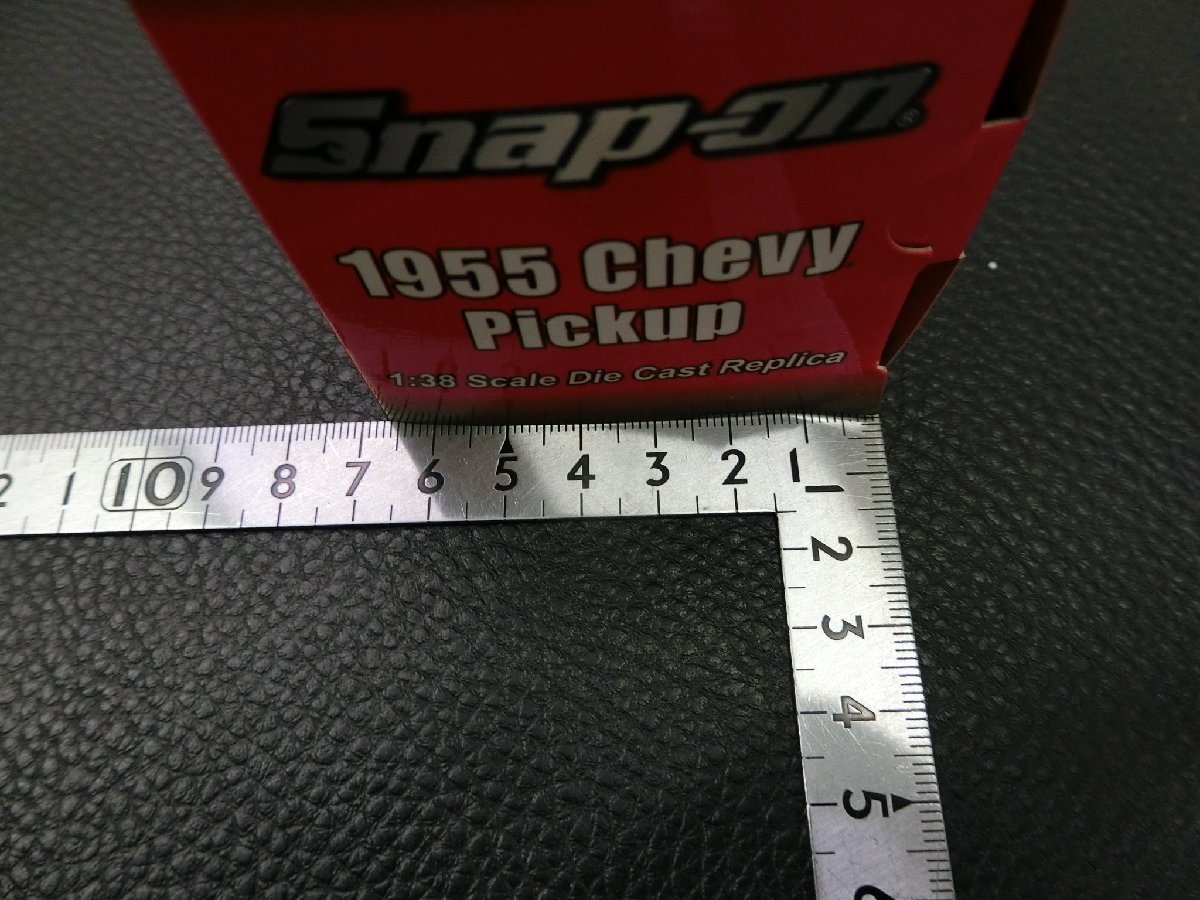 Snap-on®
1955 Chevy
Pickup
1:38 Scale Die Cast Replica
2 1 10 9 8 7 6 5 4 3 2 1
1
2
3
4
5